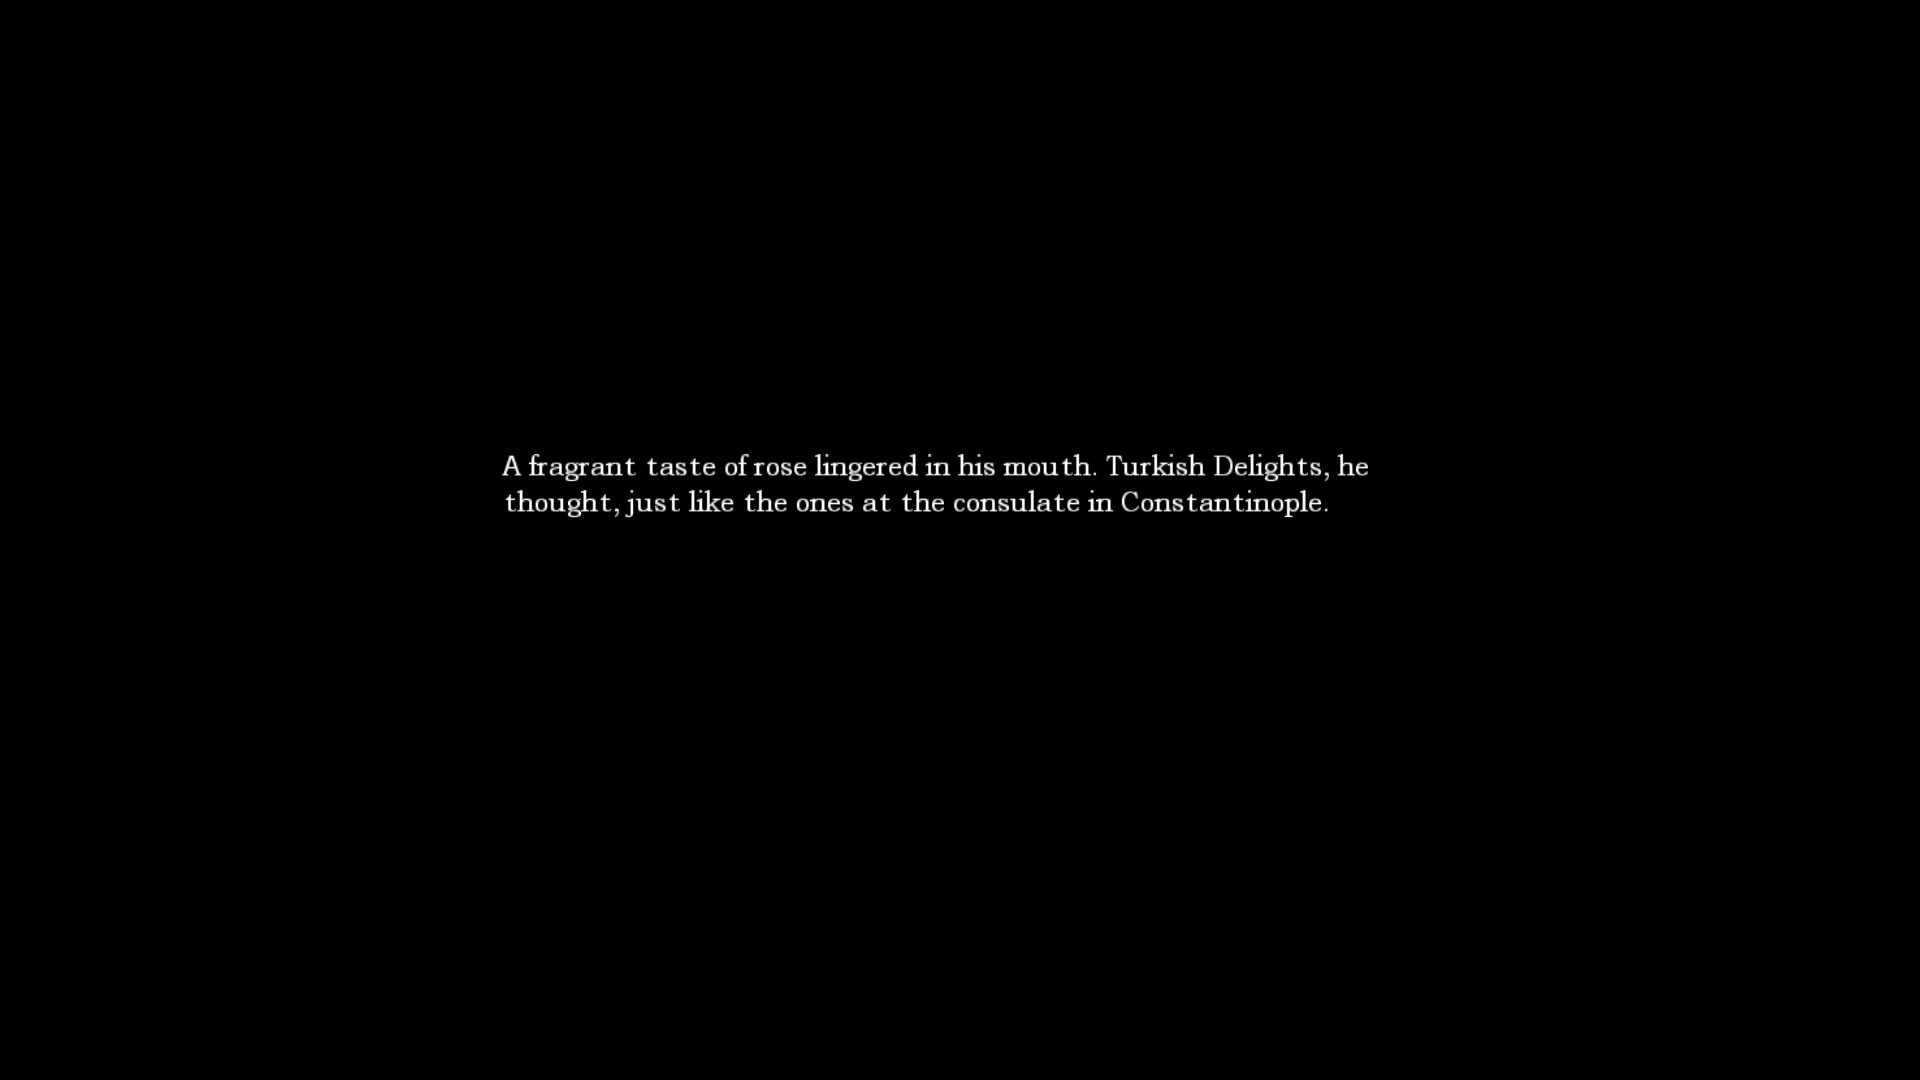 A fragrant taste of rose lingered in his mouth. Turkish Delights, he
thought, just like the ones at the consulate in Constantinople.